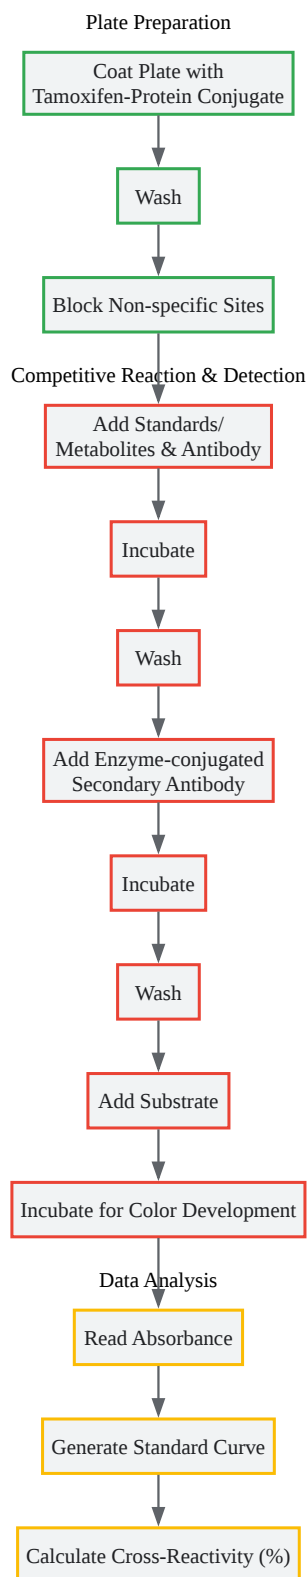 Plate Preparation
Coat Plate with
Tamoxifen-Protein Conjugate
Wash
Block Non-specific Sites
Competitive Reaction & Detection
Add Standards/
Metabolites & Antibody
Incubate
Wash
Add Enzyme-conjugated
Secondary Antibody
Incubate
Wash
Add Substrate
Incubate for Color Development
Data Analysis
Read Absorbance
Generate Standard Curve
Calculate Cross-Reactivity (%)